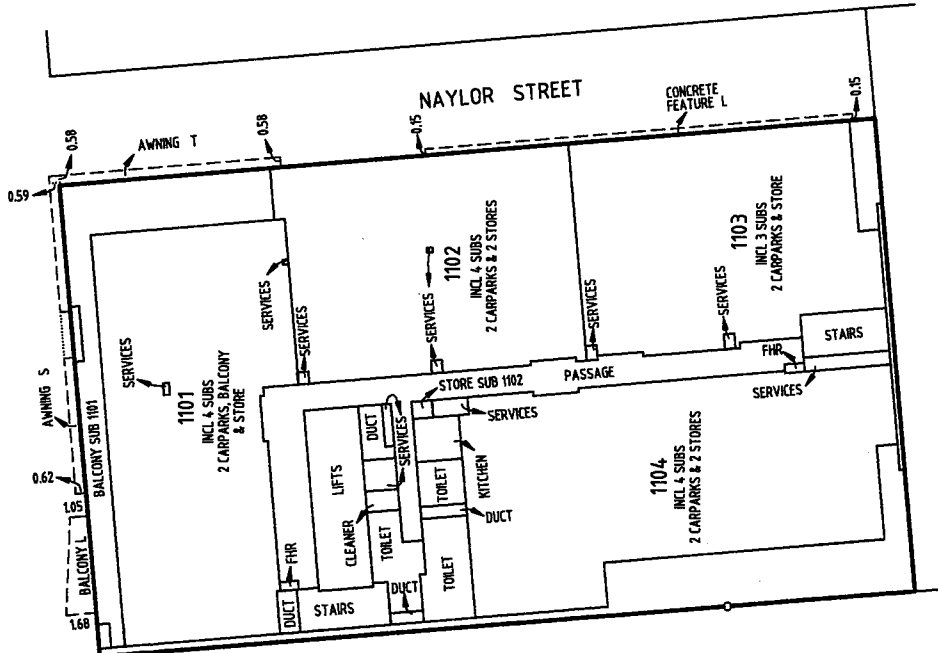 NAYLOR STREET
CONCRETE
FEATURE L
0.15
0.15
0.58
0.58
AWNING T
0.59
1103
INCL 3 SUBS
2 CARPARKS & STORE
1102
INCL 4 SUBS
2 CARPARKS & 2 STORES
SERVICES
SERVICES
SERVICES
SERVICES
SERVICES
SERVICES
STAIRS
FHR
SERVICES
PASSAGE
STORE SUB 1102
SERVICES
SERVICES
1101
INCL 4 SUBS
2 CARPARKS, BALCONY
& STORE
AWNING S
BALCONY SUB 1101
0.62
1.05
BALCONY L
1.68
DUCT
LIFTS
CLEANER
TOILET
TOILET
KITCHEN
DUCT
TOILET
DUCT
FHR
DUCT
STAIRS
1104
INCL 4 SUBS
2 CARPARKS & 2 STORES